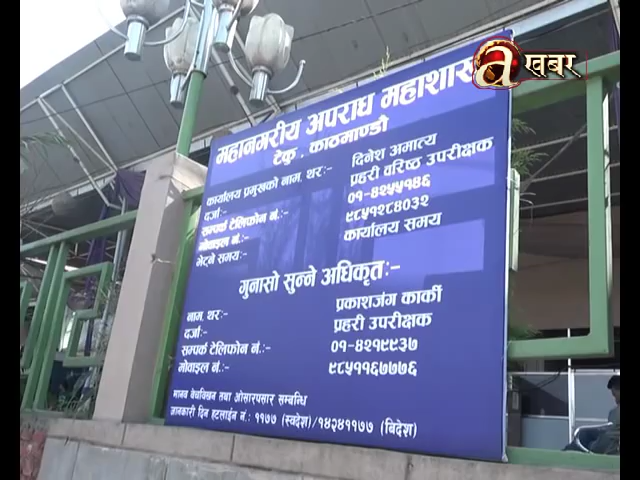 a खबर
महानगरीय अपराध महाशा
टेकु , काठमाण्डौ
कार्यालय प्रमुखको नाम, थर:- दिनेश अमात्य
दर्जा:- प्रहरी वरिष्ठ उपरीक्षक
सम्पर्क टेलिफोन नं.:- ०१-४२५५१४६
मोवाइल नं.:- ९८५१२८४०३२
भेट्ने समय:- कार्यालय समय
गुनासो सुन्ने अधिकृत:-
नाम, थर:- प्रकाशजंग कार्की
दर्जा:- प्रहरी उपरीक्षक
सम्पर्क टेलिफोन नं.:- ०१-४२१९९३७
मोवाइल नं.:- ९८५११६७७७६
मानव वेचविखन तथा ओसारपसार सम्बन्धि
जानकारी दिन हटलाईन नं.: ११७७ (स्वदेश)/१४२४११७७ (बिदेश)